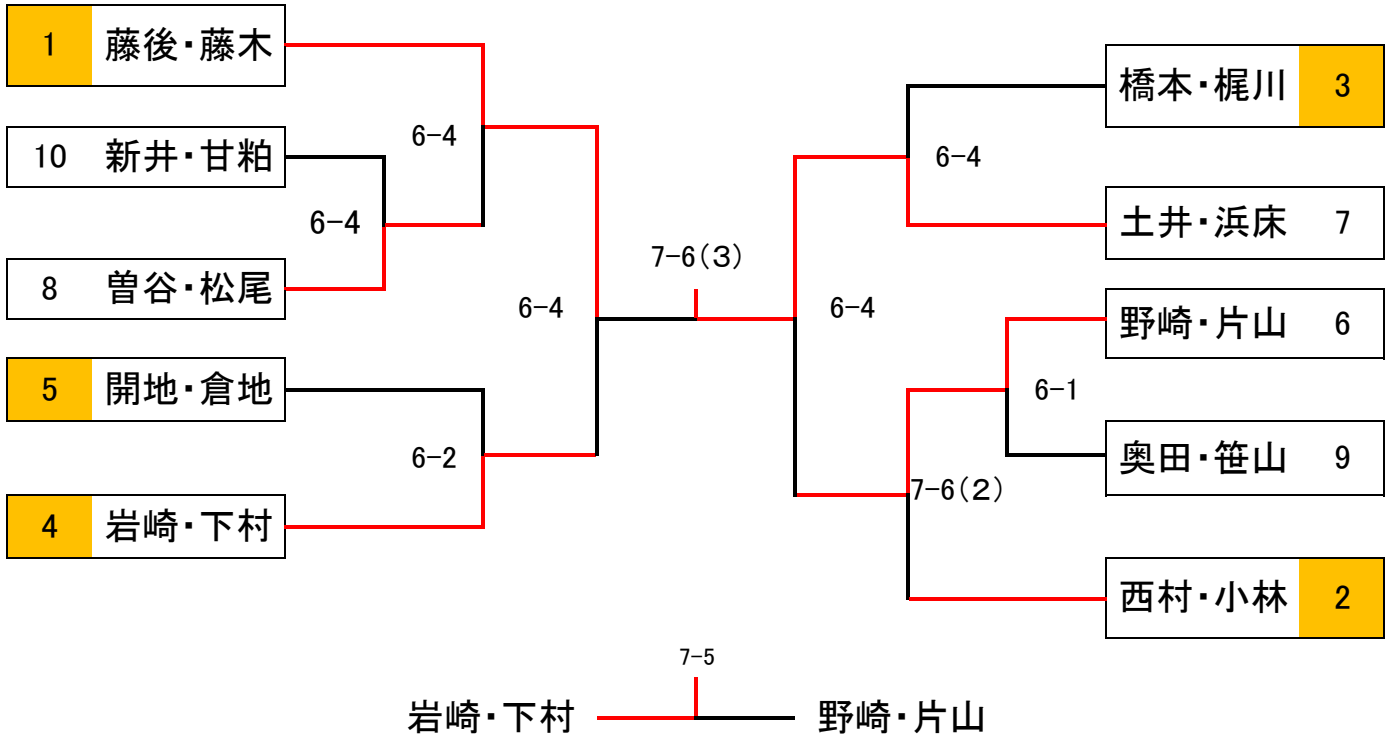 1 藤後・藤木
10 新井・甘粕
8 曽谷・松尾
5 開地・倉地
4 岩崎・下村
6-4
6-4
6-2
6-4
7-6(3)
6-4
6-4
6-1
7-6(2)
橋本・梶川 3
土井・浜床 7
野崎・片山 6
奥田・笹山 9
西村・小林 2
7-5
岩崎・下村 野崎・片山